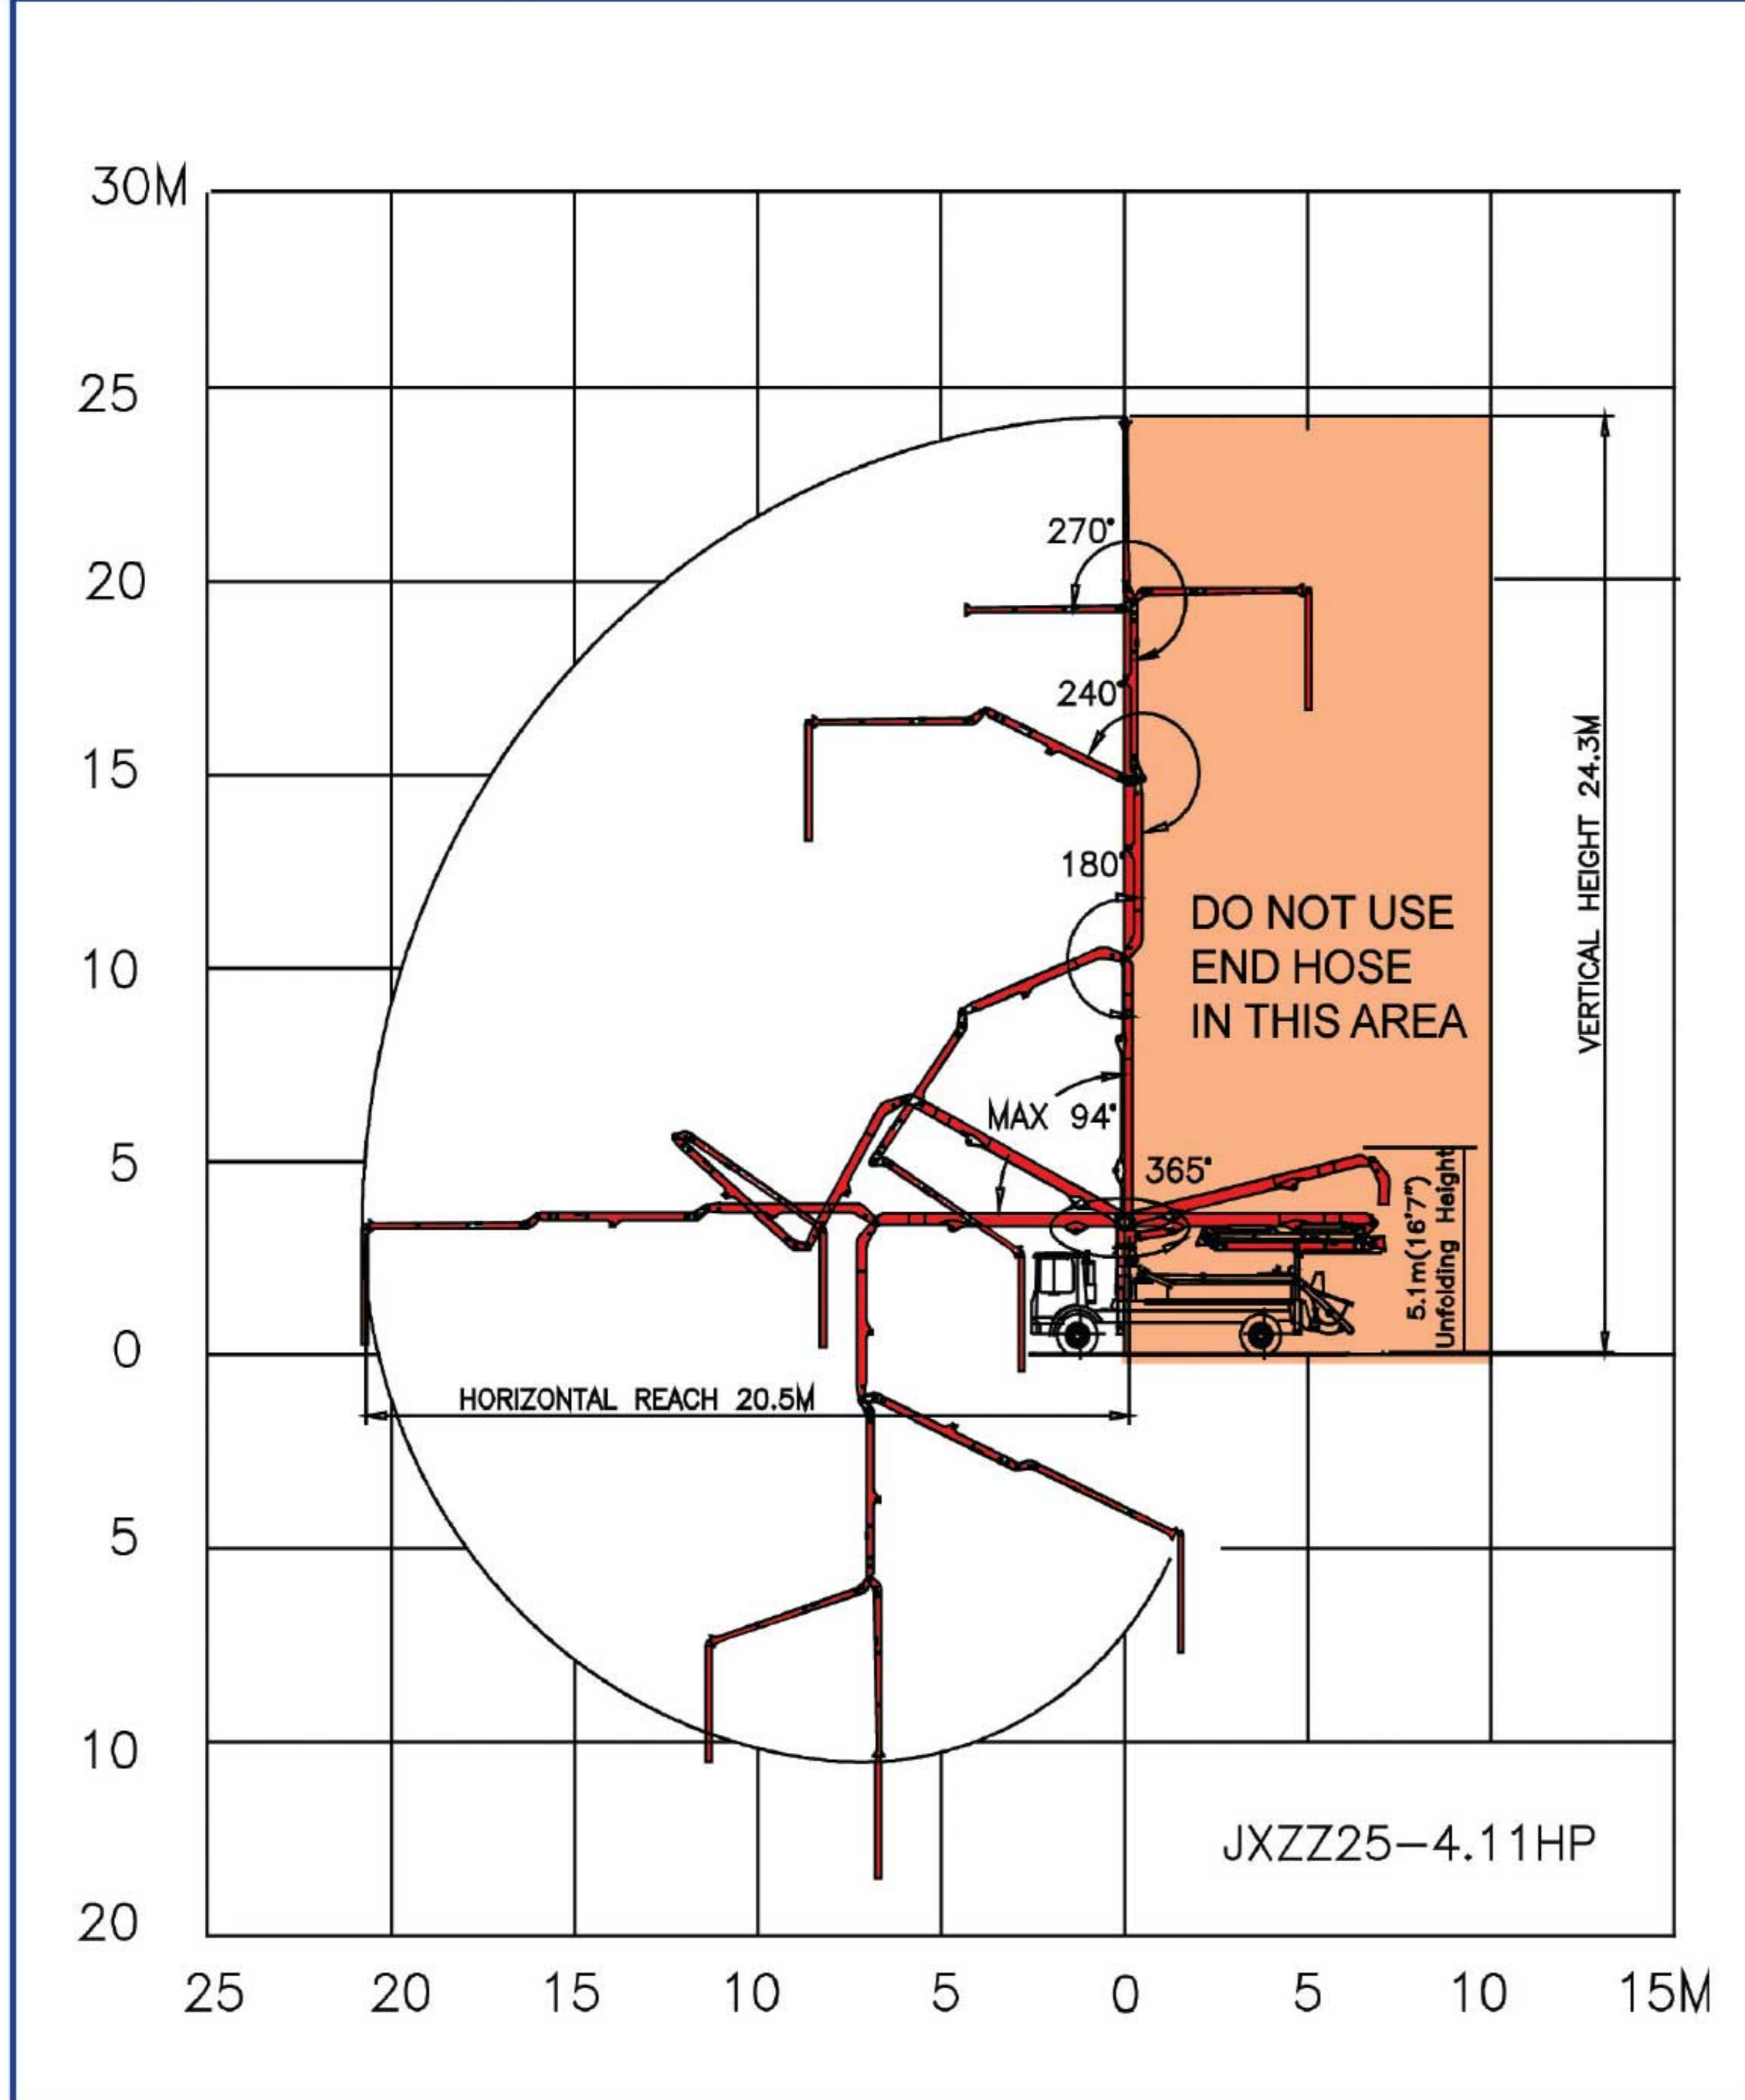 30M
25
20
15
10
5
0
5
10
20
25
20
15
10
5
0
5
10
15M
270°
240°
180°
MAX 94°
365°
DO NOT USE
END HOSE
IN THIS AREA
VERTICAL HEIGHT 24.3M
5.1m(16'7")
Unfolding Height
HORIZONTAL REACH 20.5M
JXZZ25-4.11HP